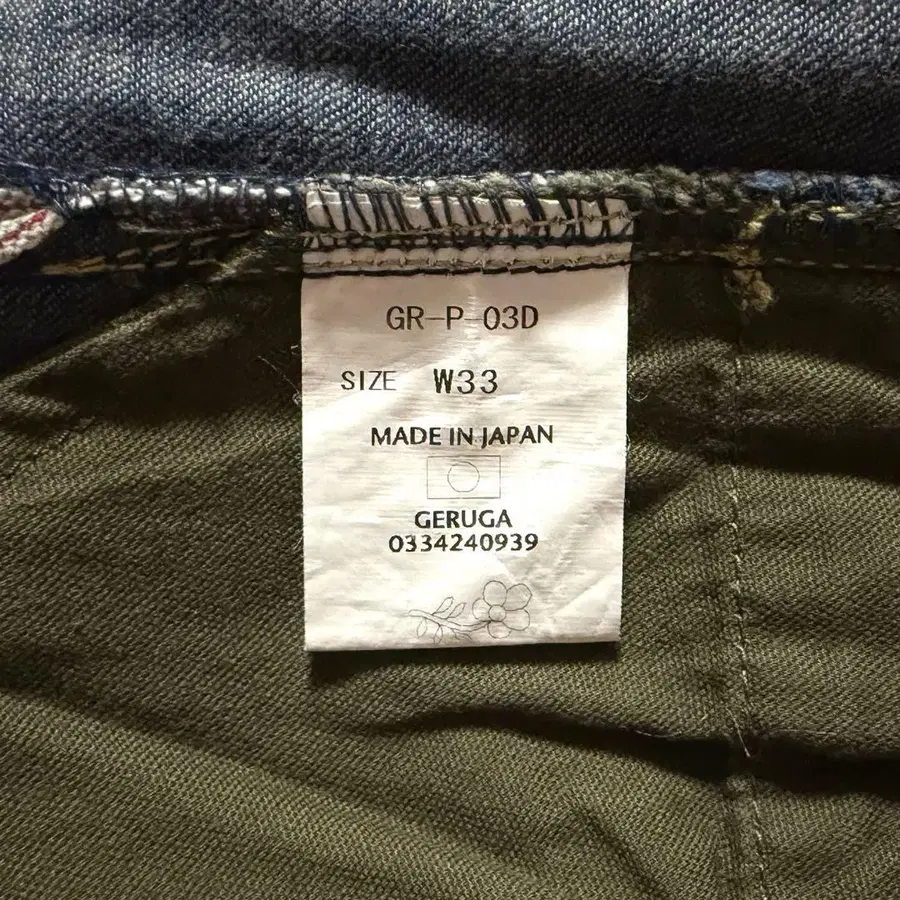 GR-P-03D
SIZE W33
MADE IN JAPAN
GERUGA
0334240939